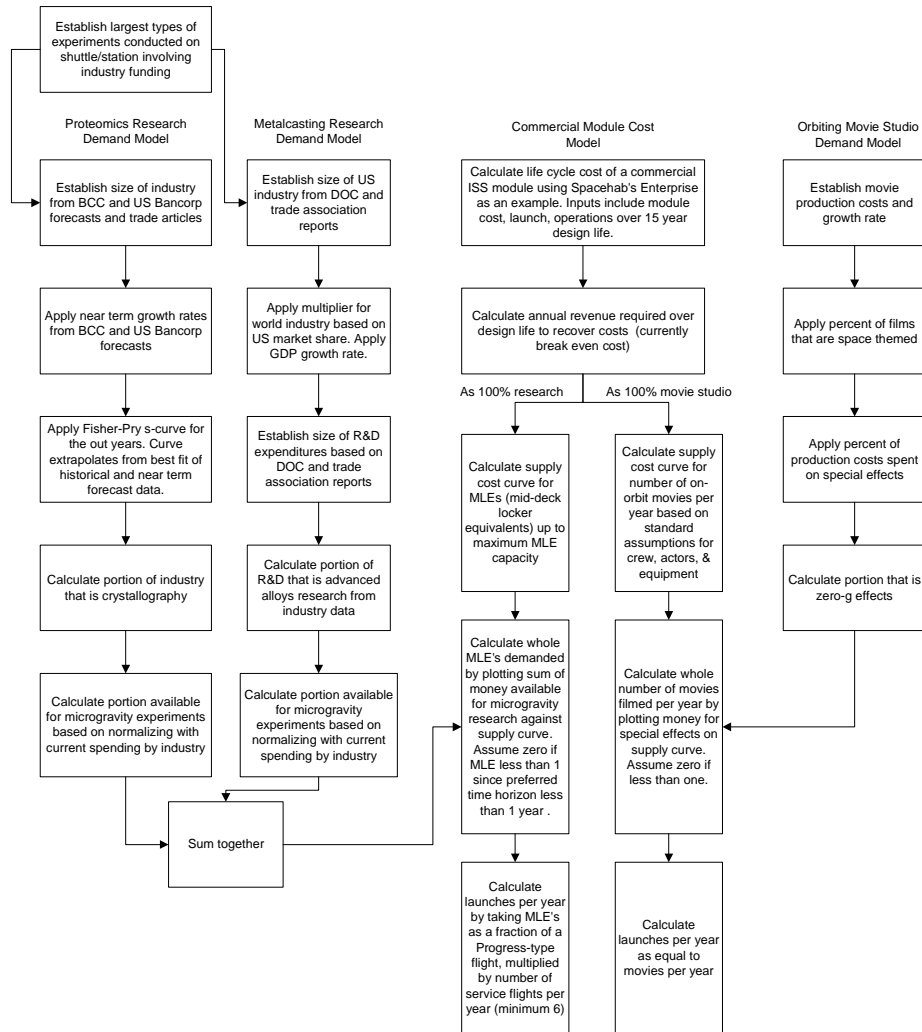 Establish largest types of
experiments conducted on
shuttle/station involving
industry funding
Proteomics Research
Demand Model
Establish size of industry
from BCC and US Bancorp
forecasts and trade articles
Apply near term growth rates
from BCC and US Bancorp
forecasts
Apply Fisher-Pry s-curve for
the out years. Curve
extrapolates from best fit of
historical and near term
forecast data.
Calculate portion of industry
that is crystallography
Calculate portion available
for microgravity experiments
based on normalizing with
current spending by industry
Metalcasting Research
Demand Model
Establish size of US
industry from DOC and
trade association
reports
Apply multiplier for
world industry based on
US market share. Apply
GDP growth rate.
Establish size of R&D
expenditures based on
DOC and trade
association reports
Calculate portion of
R&D that is advanced
alloys research from
industry data
Calculate portion available
for microgravity
experiments based on
normalizing with current
spending by industry
Sum together
Commercial Module Cost
Model
Calculate life cycle cost of a commercial
ISS module using Spacehab's Enterprise
as an example. Inputs include module
cost, launch, operations over 15 year
design life.
Calculate annual revenue required over
design life to recover costs (currently
break even cost)
As 100% research
As 100% movie studio
Calculate supply
cost curve for
MLEs (mid-deck
locker
equivalents) up to
maximum MLE
capacity
Calculate whole
MLE's demanded
by plotting sum of
money available
for microgravity
research against
supply curve.
Assume zero if
MLE less than 1
since preferred
time horizon less
than 1 year .
Calculate
launches per year
by taking MLE's
as a fraction of a
Progress-type
flight, multiplied
by number of
service flights per
year (minimum 6)
Calculate supply
cost curve for
number of on-
orbit movies per
year based on
standard
assumptions for
crew, actors, &
equipment
Calculate whole
number of movies
filmed per year by
plotting money for
special effects on
supply curve.
Assume zero if
less than one.
Calculate
launches per year
as equal to
movies per year
Orbiting Movie Studio
Demand Model
Establish movie
production costs and
growth rate
Apply percent of films
that are space themed
Apply percent of
production costs spent
on special effects
Calculate portion that is
zero-g effects